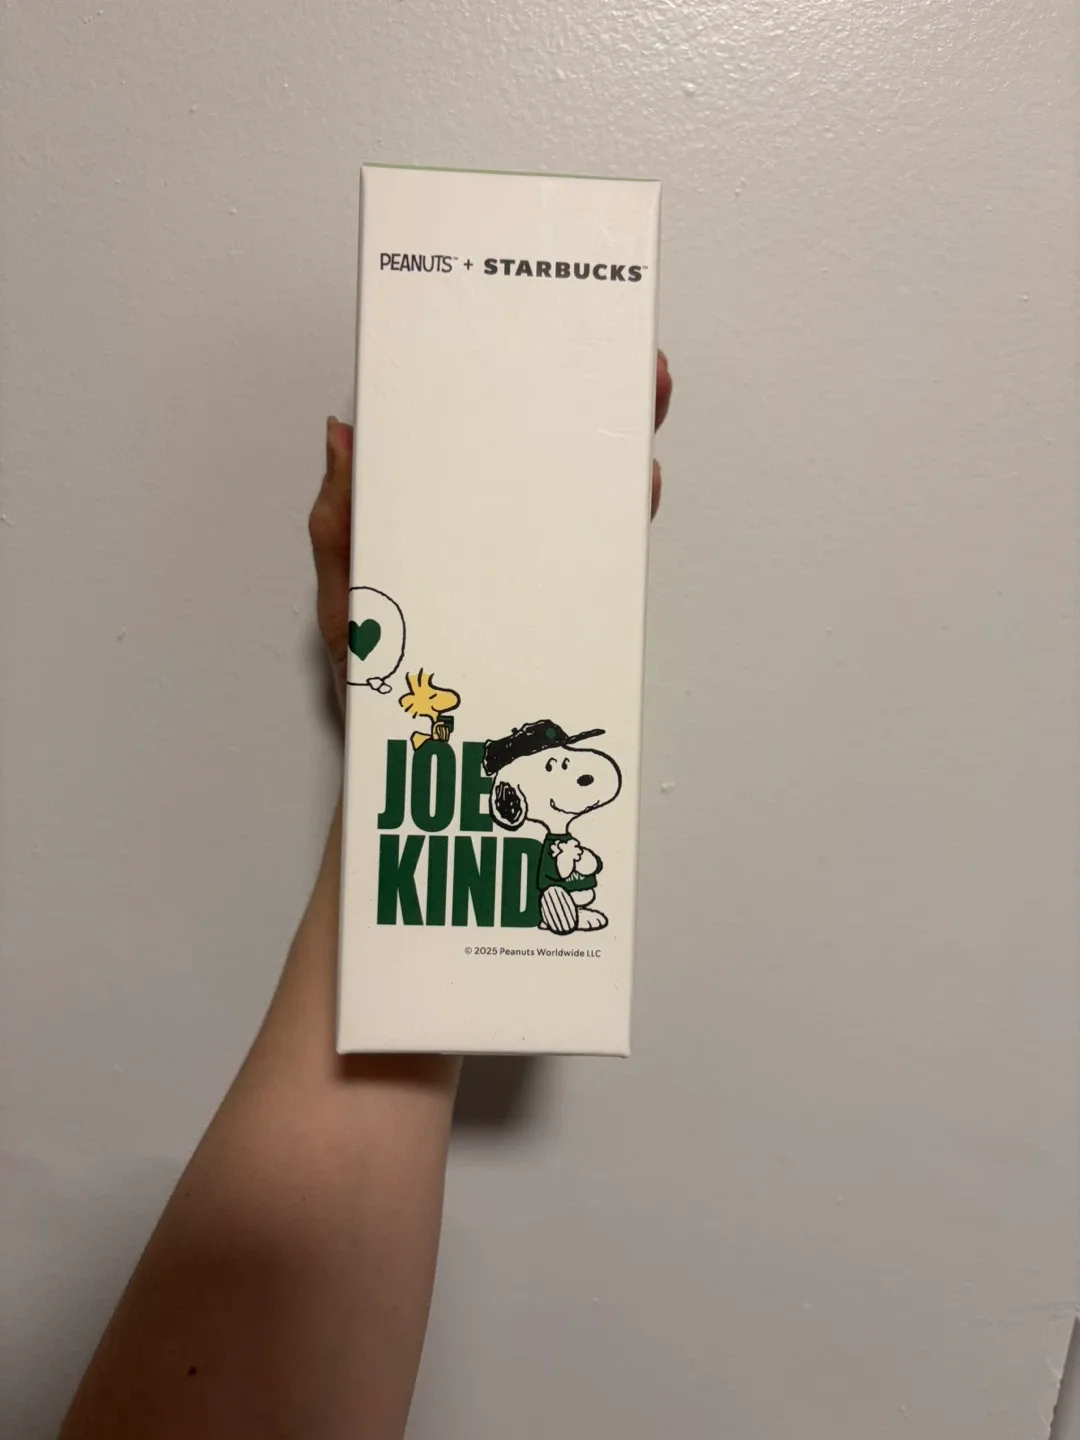 PEANUTS™ + STARBUCKS™
JOE
KIND
© 2025 Peanuts Worldwide LLC